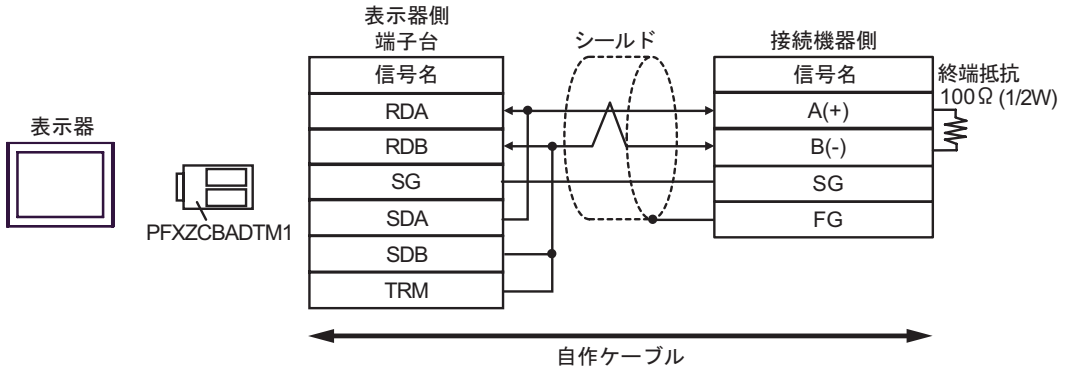 表示器
PFXZCBADTM1
表示器側
端子台
信号名
RDA
RDB
SG
SDA
SDB
TRM
シールド
接続機器側
信号名
A(+)
B(-)
SG
FG
終端抵抗
100Ω (1/2W)
自作ケーブル